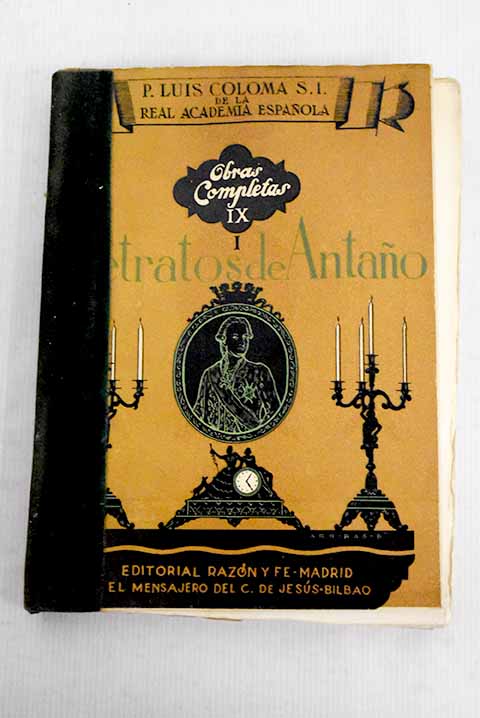 P. LUIS COLOMA S.I.
DE LA
REAL ACADEMIA ESPAÑOLA
Obras
Completas
IX
I
etratos de Antaño
EDITORIAL RAZÓN Y FE-MADRID
EL MENSAJERO DEL C. DE JESÚS-BILBAO